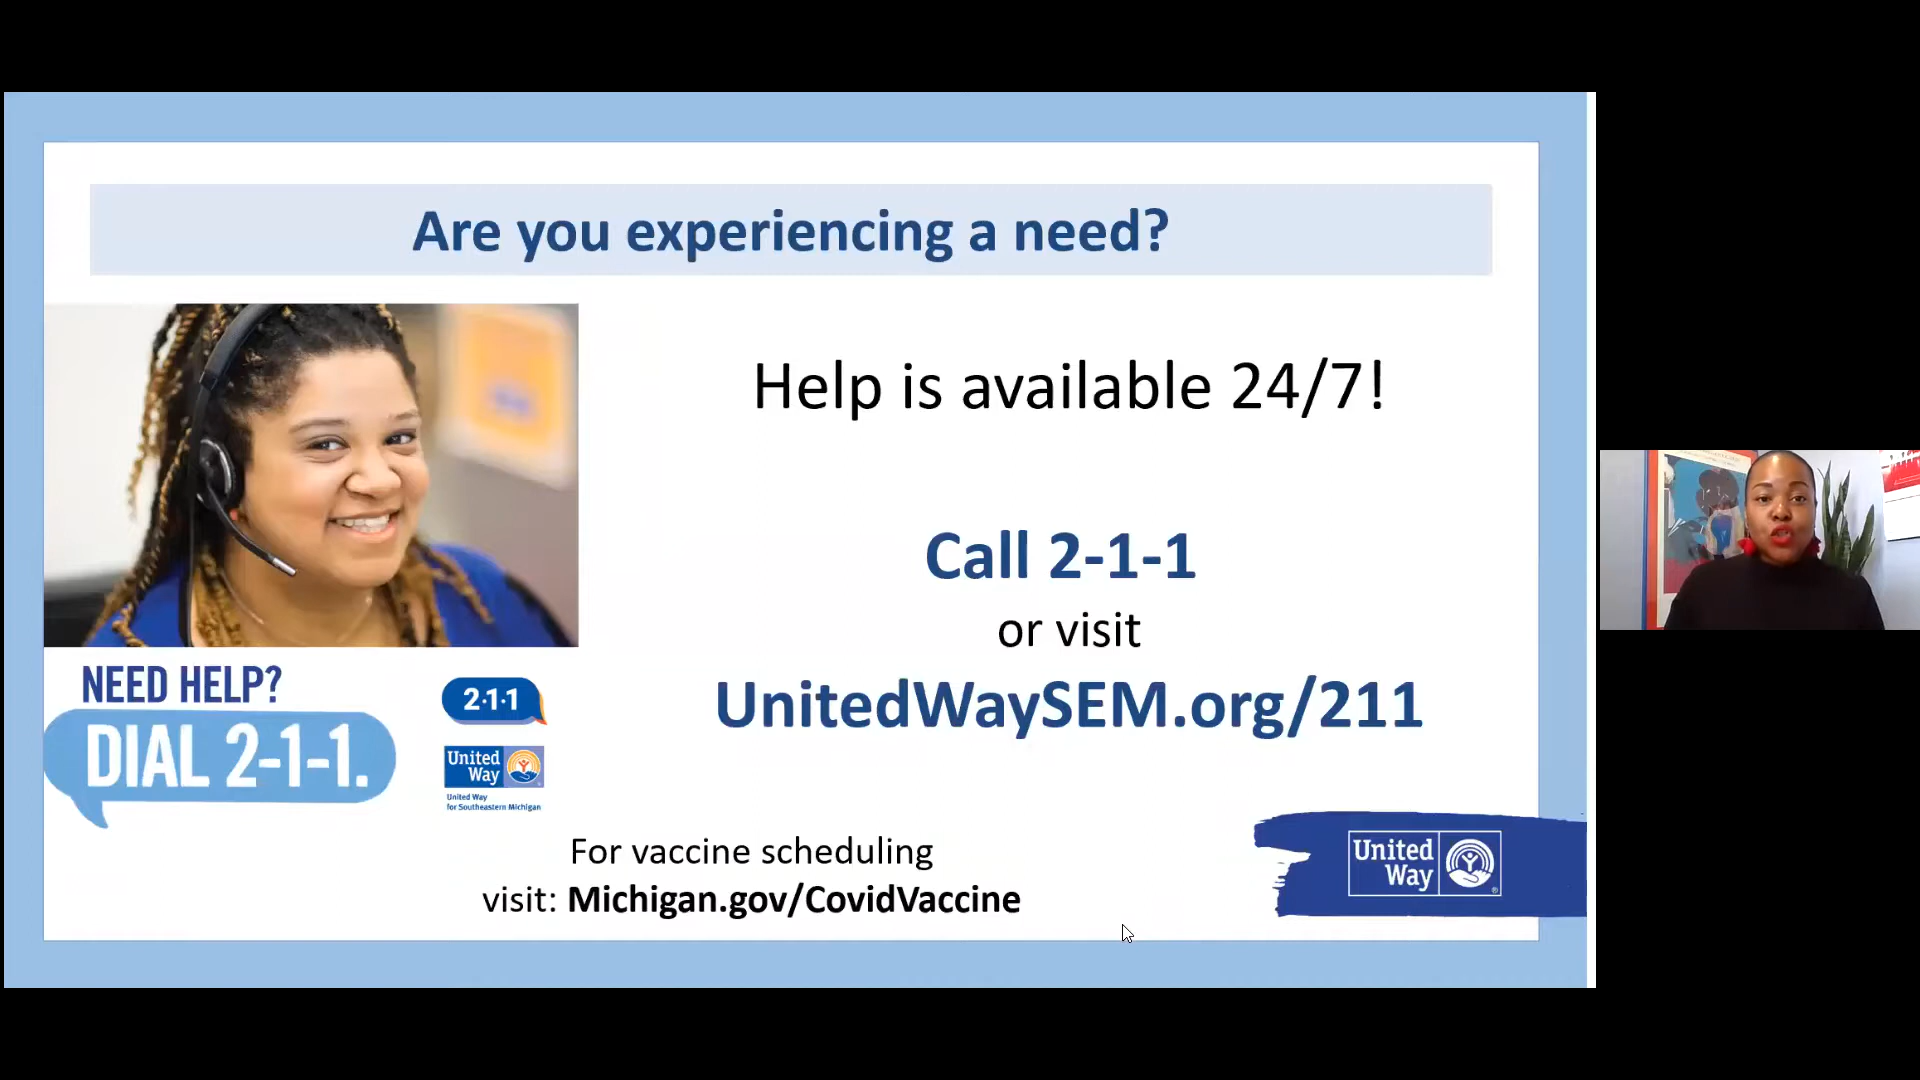 Are you experiencing a need?
Help is available 24/7!
Call 2-1-1
or visit
UnitedWaySEM.org/211
NEED HELP?
DIAL 2-1-1.
2·1·1
United
Way
United Way
for Southeastern Michigan
For vaccine scheduling
visit: Michigan.gov/CovidVaccine
United
Way